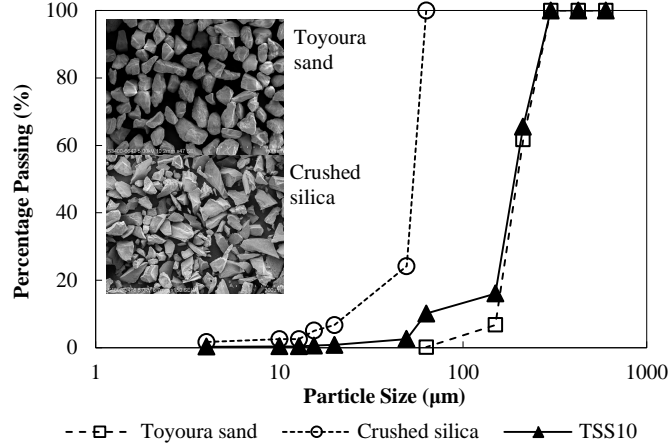 100
80
60
40
20
0
Percentage Passing (%)
Toyoura
sand
Crushed
silica
1
10
100
1000
Particle Size (μm)
Toyoura sand
Crushed silica
TSS10